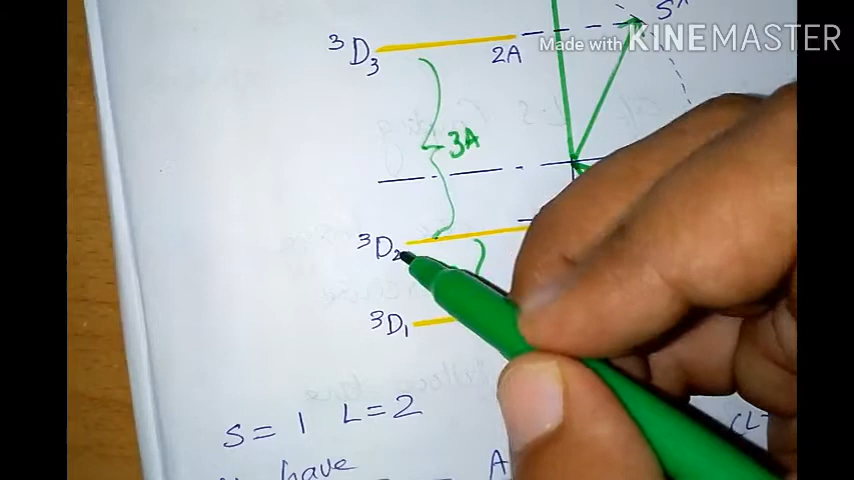 S*
Made with KINEMASTER
³D₃
2A
3A
³D₂
³D₁
S = 1 L = 2
have
A